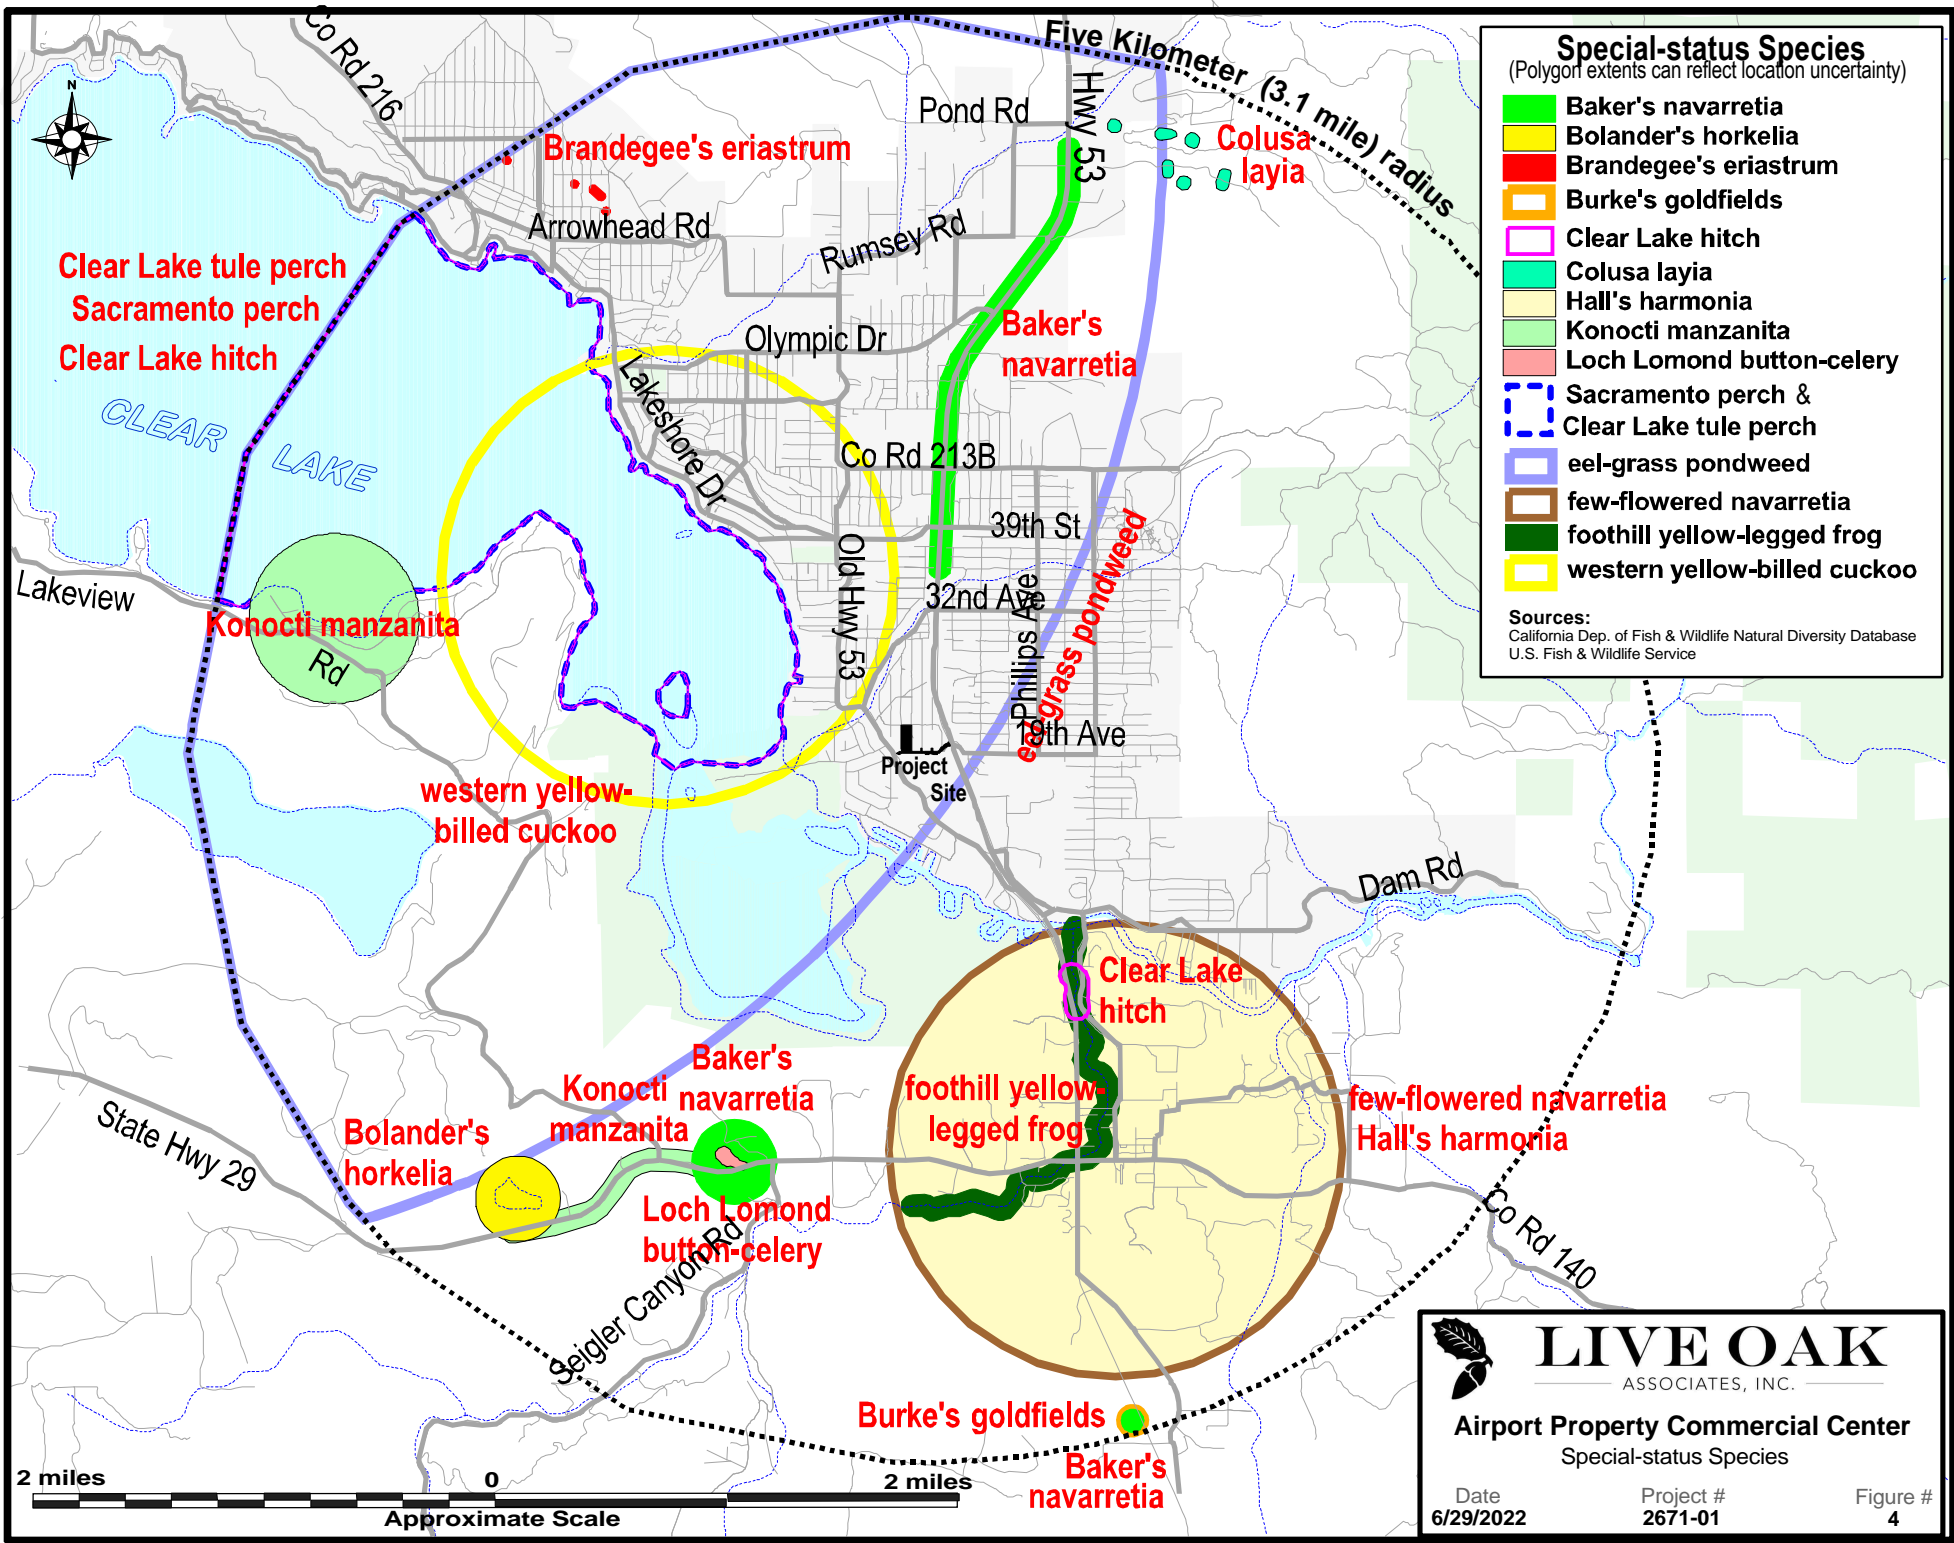 Co Rd 216
Five Kilometer (3.1 mile) radius
Hwy 53
Pond Rd
N
Brandegee's eriastrum
Colusa
layia
Arrowhead Rd
Rumsey Rd
Clear Lake tule perch
Sacramento perch
Clear Lake hitch
Olympic Dr
Baker's
navarretia
Lakeshore Dr
CLEAR LAKE
Co Rd 213B
39th St
eel-grass pondweed
Old Hwy 53
Phillips Ave
32nd Ave
19th Ave
Lakeview
Rd
Konocti manzanita
Project
Site
western yellow-
billed cuckoo
Dam Rd
Clear Lake
hitch
foothill yellow-
legged frog
few-flowered navarretia
Hall's harmonia
Baker's
navarretia
Konocti
manzanita
Bolander's
horkelia
State Hwy 29
Loch Lomond
button-celery
Seigler Canyon Rd
Co Rd 140
Burke's goldfields
Baker's
navarretia
2 miles 0 2 miles
Approximate Scale
Special-status Species
(Polygon extents can reflect location uncertainty)
Baker's navarretia
Bolander's horkelia
Brandegee's eriastrum
Burke's goldfields
Clear Lake hitch
Colusa layia
Hall's harmonia
Konocti manzanita
Loch Lomond button-celery
Sacramento perch &
Clear Lake tule perch
eel-grass pondweed
few-flowered navarretia
foothill yellow-legged frog
western yellow-billed cuckoo
Sources:
California Dep. of Fish & Wildlife Natural Diversity Database
U.S. Fish & Wildlife Service
LIVE OAK
ASSOCIATES, INC.
Airport Property Commercial Center
Special-status Species
Date Project # Figure #
6/29/2022 2671-01 4